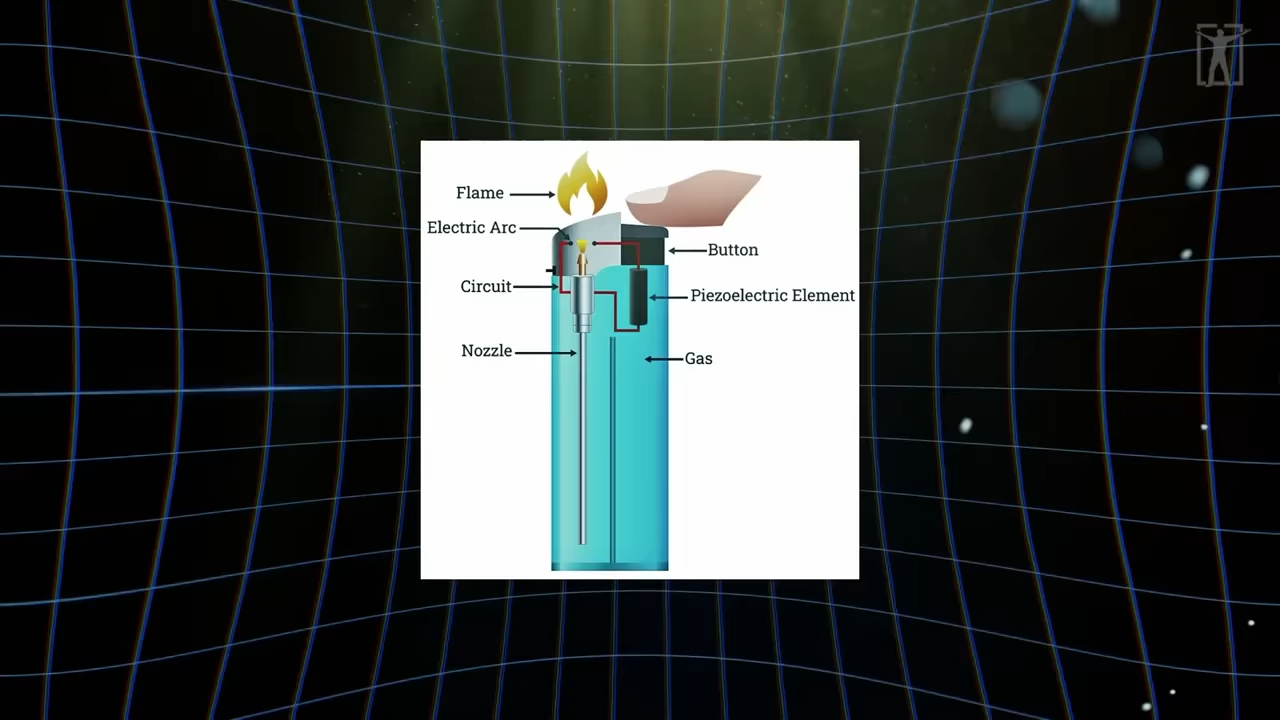 Flame
Electric Arc
Button
Circuit
Piezoelectric Element
Nozzle
Gas